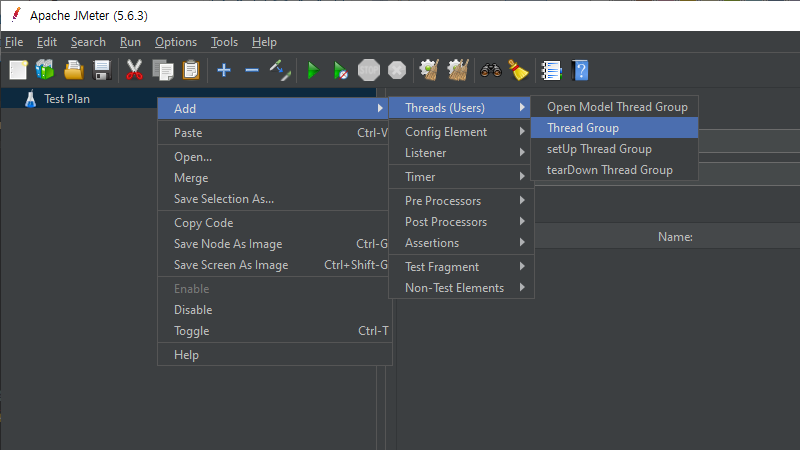 Apache JMeter (5.6.3)
File Edit Search Run Options Tools Help
Test Plan
Add
Paste Ctrl-V
Open...
Merge
Save Selection As...
Copy Code
Save Node As Image Ctrl-G
Save Screen As Image Ctrl+Shift-G
Enable
Disable
Toggle Ctrl-T
Help
Threads (Users)
Config Element
Listener
Timer
Pre Processors
Post Processors
Assertions
Test Fragment
Non-Test Elements
Open Model Thread Group
Thread Group
setUp Thread Group
tearDown Thread Group
Name:
STOP